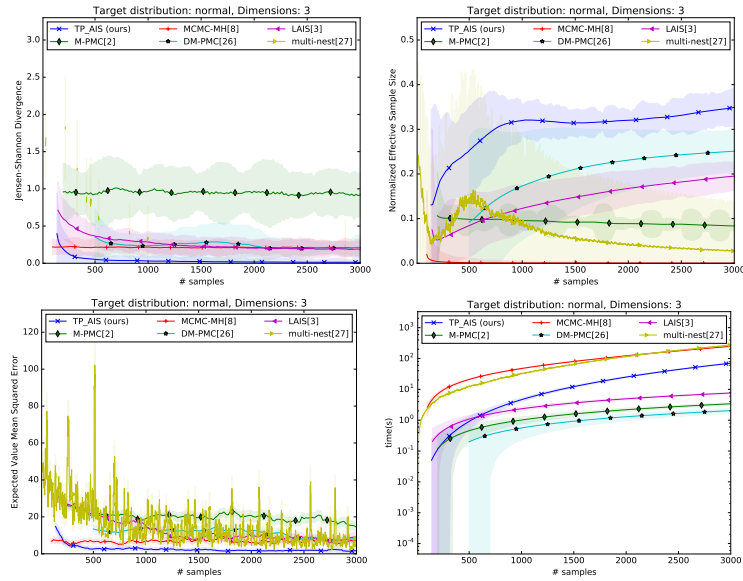 Target distribution: normal, Dimensions: 3
TP_AIS (ours) MCMC-MH[8] LAIS[3]
M-PMC[2] DM-PMC[26] multi-nest[27]
Jensen-Shannon Divergence
3.0
2.5
2.0
1.5
1.0
0.5
0.0
500 1000 1500 2000 2500 3000
# samples
Target distribution: normal, Dimensions: 3
TP_AIS (ours) MCMC-MH[8] LAIS[3]
M-PMC[2] DM-PMC[26] multi-nest[27]
Normalized Effective Sample Size
0.5
0.4
0.3
0.2
0.1
0.0
500 1000 1500 2000 2500 3000
# samples
Target distribution: normal, Dimensions: 3
TP_AIS (ours) MCMC-MH[8] LAIS[3]
M-PMC[2] DM-PMC[26] multi-nest[27]
Expected Value Mean Squared Error
120
100
80
60
40
20
0
500 1000 1500 2000 2500 3000
# samples
Target distribution: normal, Dimensions: 3
TP_AIS (ours) MCMC-MH[8] LAIS[3]
M-PMC[2] DM-PMC[26] multi-nest[27]
time(s)
10³
10²
10¹
10⁰
10⁻¹
10⁻²
10⁻³
10⁻⁴
500 1000 1500 2000 2500 3000
# samples